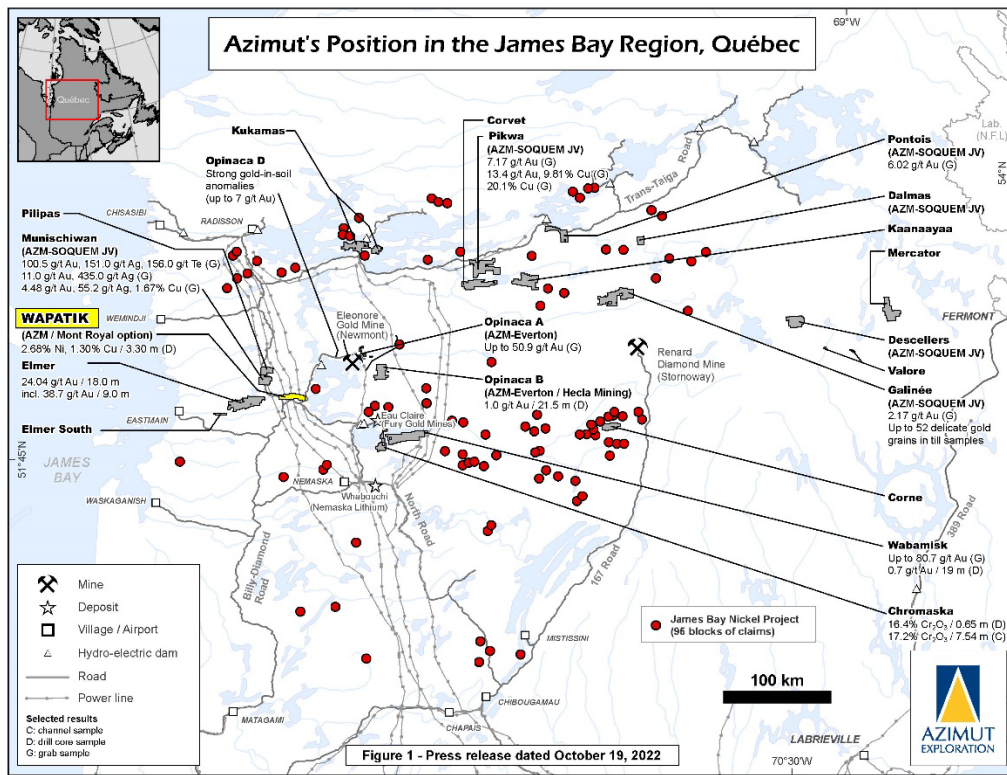 Azimut's Position in the James Bay Region, Québec
Québec
69°W
54°N
Lab.
(N.F.L)
Corvet
Pikwa
(AZM-SOQUEM JV)
7.17 g/t Au (G)
13.4 g/t Au, 9.81% Cu (G)
20.1% Cu (G)
Kukamas
Opinaca D
Strong gold-in-soil
anomalies
(up to 7 g/t Au)
Trans-Taiga
Road
Pontois
(AZM-SOQUEM JV)
6.02 g/t Au (G)
Dalmas
(AZM-SOQUEM JV)
Kaanaayaa
Mercator
FERMONT
CHISASIBI
RADISSON
Pilipas
Munischiwan
(AZM-SOQUEM JV)
100.5 g/t Au, 151.0 g/t Ag, 156.0 g/t Te (G)
11.0 g/t Au, 435.0 g/t Ag (G)
4.48 g/t Au, 55.2 g/t Ag, 1.67% Cu (G)
WEMINDJI
WAPATIK
(AZM / Mont Royal option)
2.68% Ni, 1.30% Cu / 3.30 m (D)
Elmer
24.04 g/t Au / 18.0 m
incl. 38.7 g/t Au / 9.0 m
EASTMAIN
Elmer South
Eleonore
Gold Mine
(Newmont)
Opinaca A
(AZM-Everton)
Up to 50.9 g/t Au (G)
Opinaca B
(AZM-Everton / Hecla Mining)
1.0 g/t Au / 21.5 m (D)
Renard
Diamond Mine
(Stornoway)
Descellers
(AZM-SOQUEM JV)
Valore
Galinée
(AZM-SOQUEM JV)
2.17 g/t Au (G)
Up to 52 delicate gold
grains in till samples
Eau Claire
(Fury Gold Mines)
51°45'N
JAMES
BAY
WASKAGANISH
NEMASKA
Whabouchi
(Nemaska Lithium)
North Road
Billy-Diamond
Road
167 Road
389 Road
Corne
Wabamisk
Up to 80.7 g/t Au (G)
0.7 g/t Au / 19 m (D)
Chromaska
16.4% Cr₂O₃ / 0.65 m (D)
17.2% Cr₂O₃ / 7.54 m (C)
Mine
Deposit
Village / Airport
Hydro-electric dam
Road
Power line
Selected results
C: channel sample
D: drill core sample
G: grab sample
James Bay Nickel Project
(96 blocks of claims)
MISTISSINI
CHIBOUGAMAU
CHAPAIS
MATAGAMI
100 km
LABRIEVILLE
70°30'W
Figure 1 - Press release dated October 19, 2022
AZIMUT
EXPLORATION